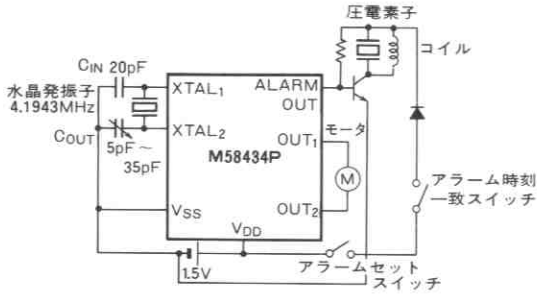 圧電素子
コイル
CIN 20pF
水晶発振子
4.1943MHz
XTAL1
ALARM
OUT
COUT
XTAL2
5pF～
35pF
M58434P
OUT1
モータ
M
OUT2
VSS
VDD
アラーム時刻
一致スイッチ
1.5V
アラームセット
スイッチ